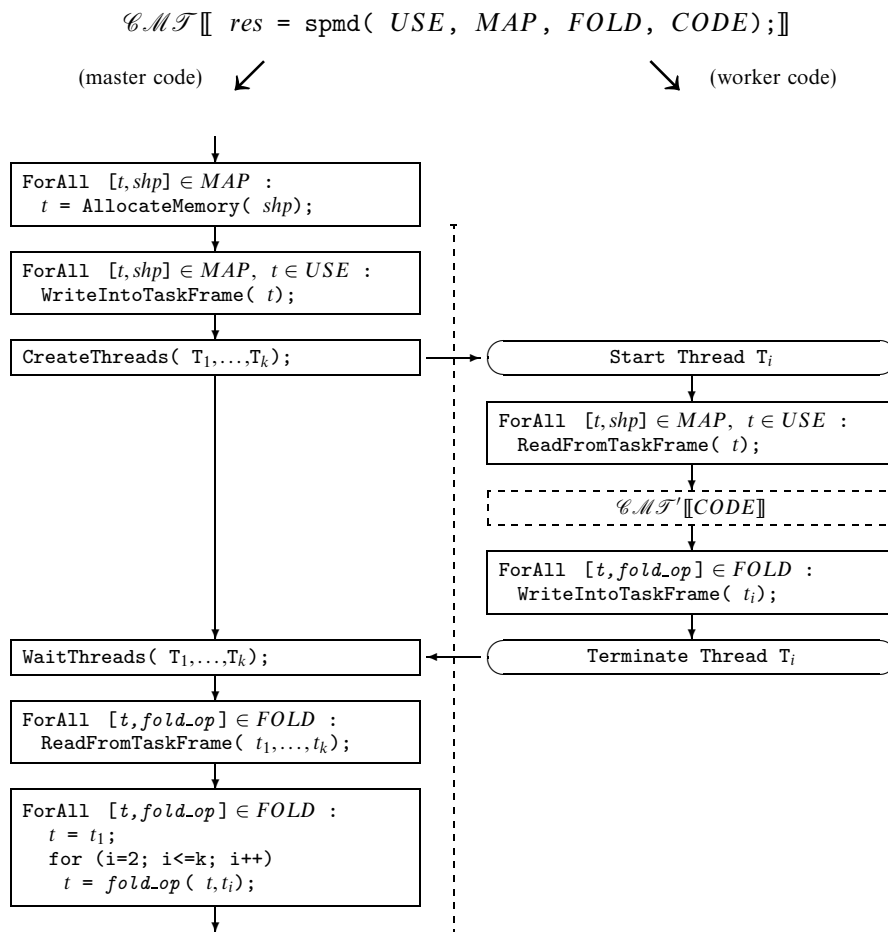 𝒞ℳ𝒯⟦ res = spmd( USE, MAP, FOLD, CODE);⟧
(master code)
(worker code)
ForAll [t,shp] ∈ MAP :
t = AllocateMemory( shp);
ForAll [t,shp] ∈ MAP, t ∈ USE :
WriteIntoTaskFrame( t);
CreateThreads( T₁,...,Tₖ);
Start Thread Tᵢ
ForAll [t,shp] ∈ MAP, t ∈ USE :
ReadFromTaskFrame( t);
𝒞ℳ𝒯′⟦CODE⟧
ForAll [t,fold_op] ∈ FOLD :
WriteIntoTaskFrame( tᵢ);
WaitThreads( T₁,...,Tₖ);
Terminate Thread Tᵢ
ForAll [t,fold_op] ∈ FOLD :
ReadFromTaskFrame( t₁,...,tₖ);
ForAll [t,fold_op] ∈ FOLD :
t = t₁;
for (i=2; i<=k; i++)
t = fold_op( t,tᵢ);